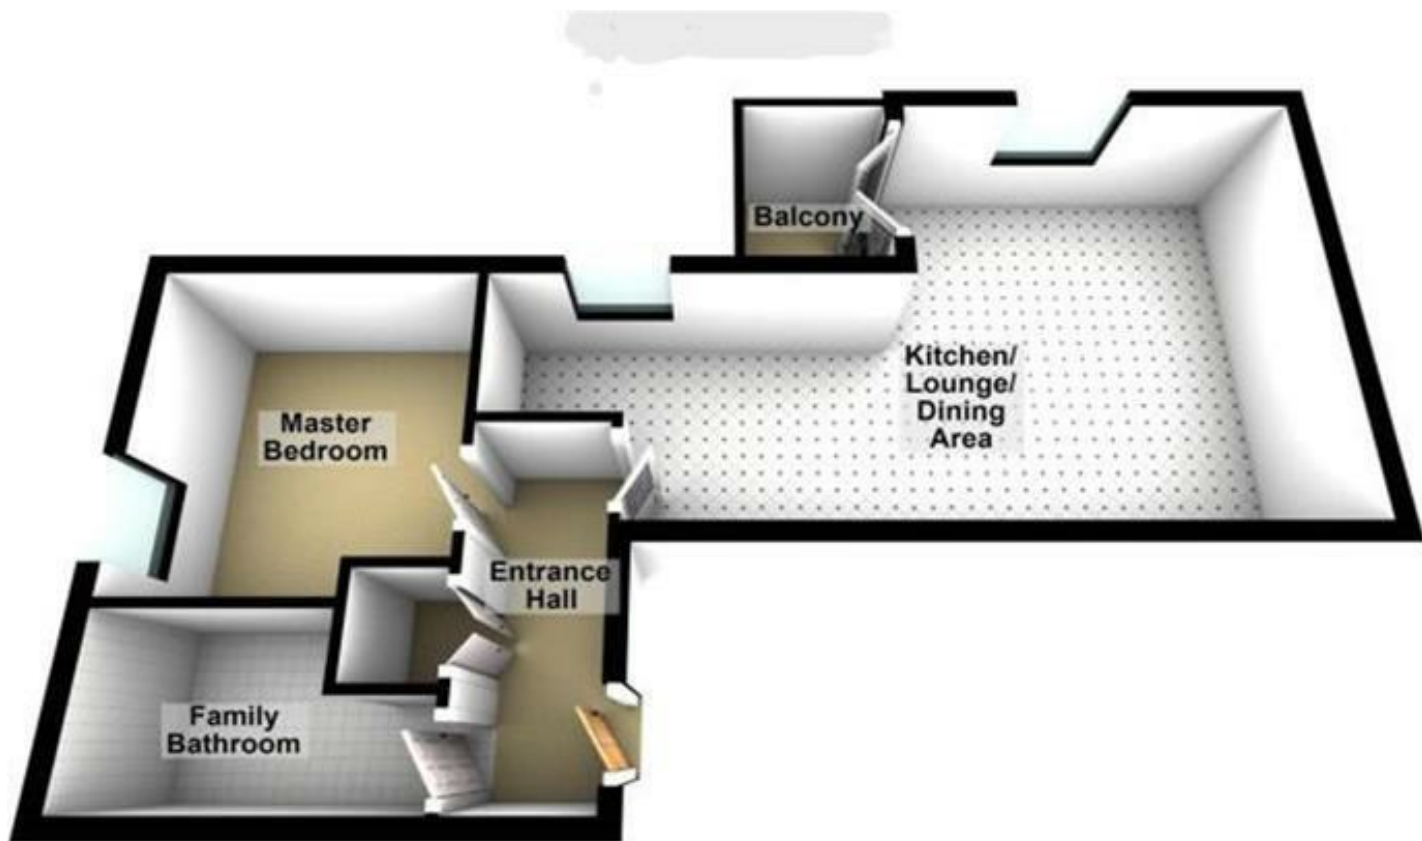 Balcony
Kitchen/
Lounge/
Dining
Area
Master
Bedroom
Entrance
Hall
Family
Bathroom